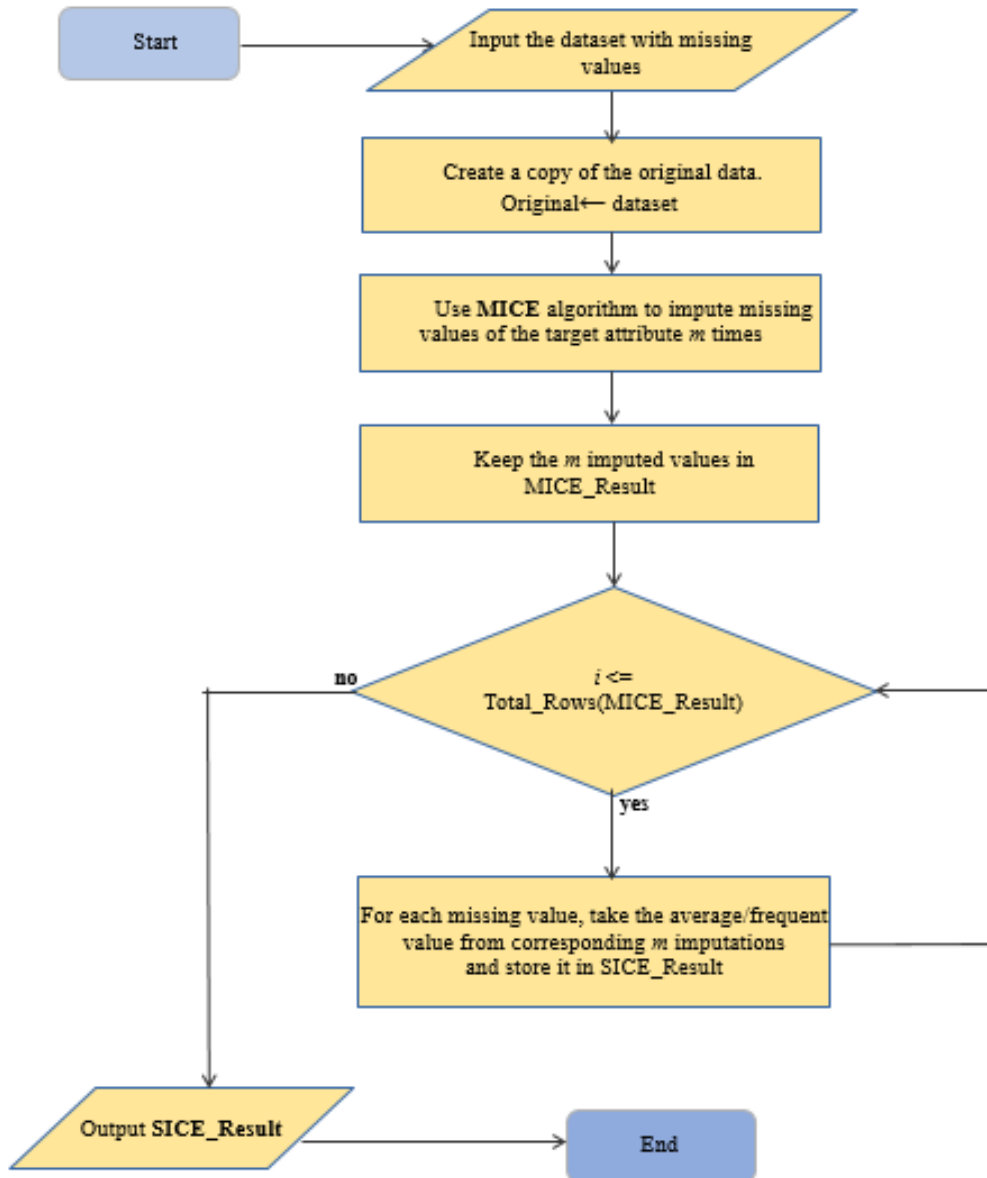 Start
Input the dataset with missing
values
Create a copy of the original data.
Original← dataset
Use MICE algorithm to impute missing
values of the target attribute m times
Keep the m imputed values in
MICE_Result
i <=
Total_Rows(MICE_Result)
no
yes
For each missing value, take the average/frequent
value from corresponding m imputations
and store it in SICE_Result
Output SICE_Result
End